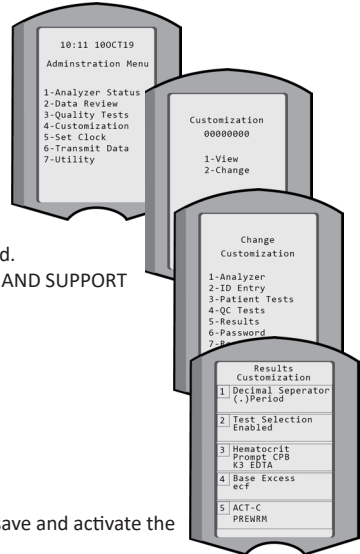 10:11 10OCT19
Adminstration Menu
1-Analyzer Status
2-Data Review
3-Quality Tests
4-Customization
5-Set Clock
6-Transmit Data
7-Utility
Customization
00000000
1-View
2-Change
d.
AND SUPPORT
Change
Customization
1-Analyzer
2-ID Entry
3-Patient Tests
4-QC Tests
5-Results
6-Password
Results
Customization
1 Decimal Seperator
(.)Period
2 Test Selection
Enabled
3 Hematocrit
Prompt CPB
K3 EDTA
4 Base Excess
ecf
5 ACT-C
PREWRM
save and activate the